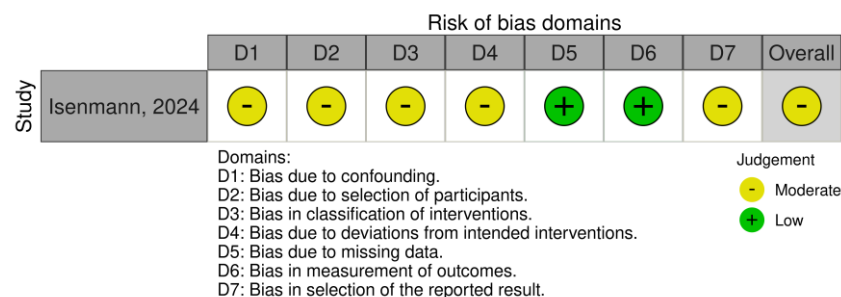 Risk of bias domains
D1 D2 D3 D4 D5 D6 D7 Overall
Study
Isenmann, 2024 - - - - + + - -
Domains:
D1: Bias due to confounding.
D2: Bias due to selection of participants.
D3: Bias in classification of interventions.
D4: Bias due to deviations from intended interventions.
D5: Bias due to missing data.
D6: Bias in measurement of outcomes.
D7: Bias in selection of the reported result.
Judgement
- Moderate
+ Low